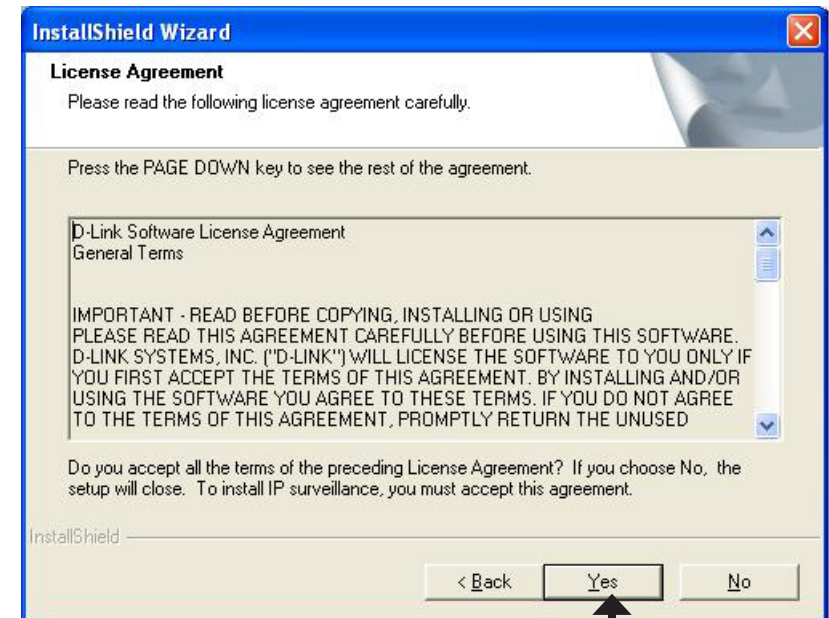 InstallShield Wizard
License Agreement
Please read the following license agreement carefully.
Press the PAGE DOWN key to see the rest of the agreement.
D-Link Software License Agreement
General Terms
IMPORTANT - READ BEFORE COPYING, INSTALLING OR USING
PLEASE READ THIS AGREEMENT CAREFULLY BEFORE USING THIS SOFTWARE.
D-LINK SYSTEMS, INC. ("D-LINK") WILL LICENSE THE SOFTWARE TO YOU ONLY IF
YOU FIRST ACCEPT THE TERMS OF THIS AGREEMENT. BY INSTALLING AND/OR
USING THE SOFTWARE YOU AGREE TO THESE TERMS. IF YOU DO NOT AGREE
TO THE TERMS OF THIS AGREEMENT, PROMPTLY RETURN THE UNUSED
Do you accept all the terms of the preceding License Agreement? If you choose No, the
setup will close. To install IP surveillance, you must accept this agreement.
InstallShield
< Back Yes No